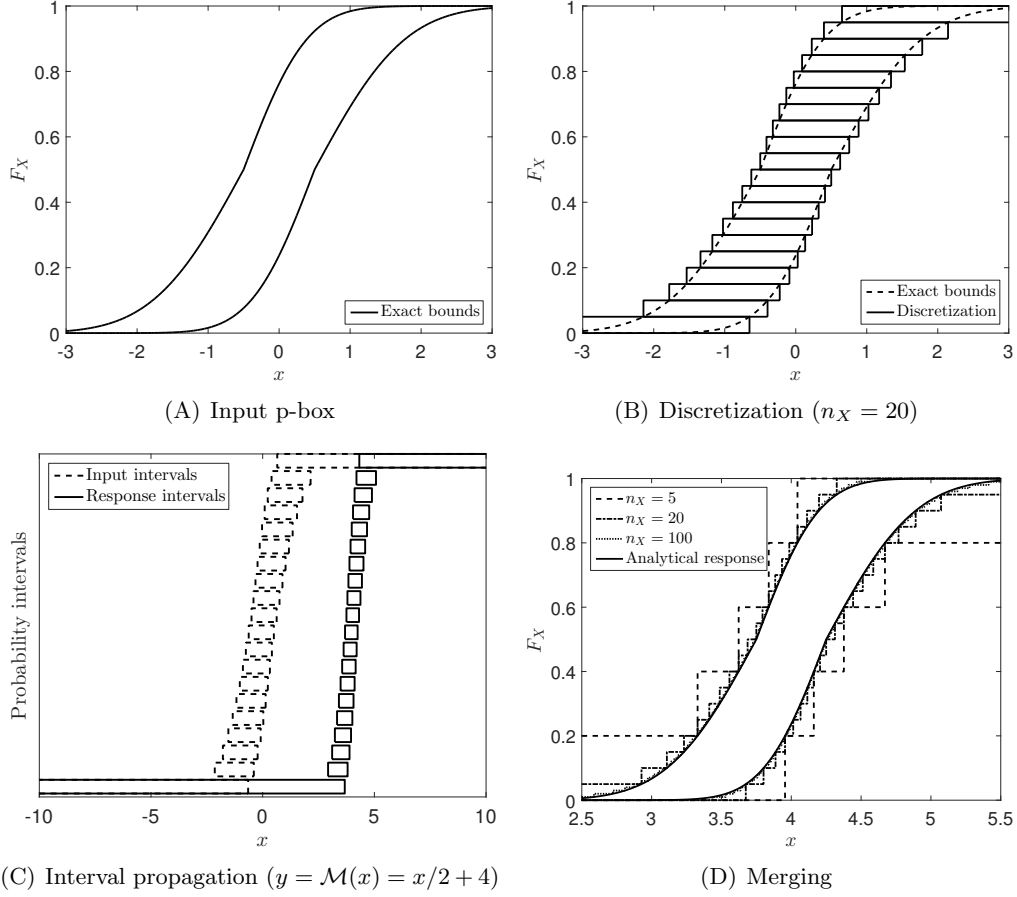 1
0.8
0.6
0.4
0.2
0
F_X
-3 -2 -1 0 1 2 3
x
Exact bounds
(A) Input p-box
1
0.8
0.6
0.4
0.2
0
F_X
-3 -2 -1 0 1 2 3
x
Exact bounds
Discretization
(B) Discretization (n_X = 20)
Input intervals
Response intervals
Probability intervals
-10 -5 0 5 10
x
(C) Interval propagation (y = ℳ(x) = x/2 + 4)
n_X = 5
n_X = 20
n_X = 100
Analytical response
1
0.8
0.6
0.4
0.2
0
F_X
2.5 3 3.5 4 4.5 5 5.5
x
(D) Merging